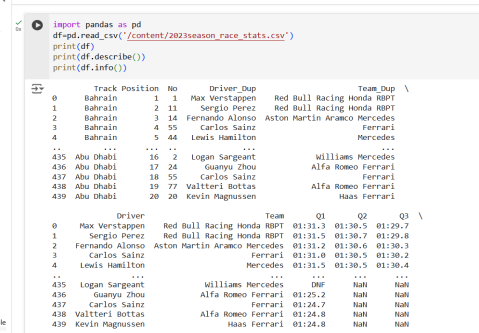 import pandas as pd
df=pd.read_csv('/content/2023season_race_stats.csv')
print(df)
print(df.describe())
print(df.info())
Track Position No Driver_Dup Team_Dup \
0 Bahrain 1 1 Max Verstappen Red Bull Racing Honda RBPT
1 Bahrain 2 11 Sergio Perez Red Bull Racing Honda RBPT
2 Bahrain 3 14 Fernando Alonso Aston Martin Aramco Mercedes
3 Bahrain 4 55 Carlos Sainz Ferrari
4 Bahrain 5 44 Lewis Hamilton Mercedes
.. ... ... .. ... ...
435 Abu Dhabi 16 2 Logan Sargeant Williams Mercedes
436 Abu Dhabi 17 24 Guanyu Zhou Alfa Romeo Ferrari
437 Abu Dhabi 18 55 Carlos Sainz Ferrari
438 Abu Dhabi 19 77 Valtteri Bottas Alfa Romeo Ferrari
439 Abu Dhabi 20 20 Kevin Magnussen Haas Ferrari
Driver Team Q1 Q2 Q3 \
0 Max Verstappen Red Bull Racing Honda RBPT 01:31.3 01:30.5 01:29.7
1 Sergio Perez Red Bull Racing Honda RBPT 01:31.5 01:30.7 01:29.8
2 Fernando Alonso Aston Martin Aramco Mercedes 01:31.2 01:30.6 01:30.3
3 Carlos Sainz Ferrari 01:31.0 01:30.5 01:30.2
4 Lewis Hamilton Mercedes 01:31.5 01:30.5 01:30.4
.. ... ... ... ... ...
435 Logan Sargeant Williams Mercedes DNF NaN NaN
436 Guanyu Zhou Alfa Romeo Ferrari 01:25.2 NaN NaN
437 Carlos Sainz Ferrari 01:24.7 NaN NaN
438 Valtteri Bottas Alfa Romeo Ferrari 01:24.8 NaN NaN
439 Kevin Magnussen Haas Ferrari 01:24.8 NaN NaN